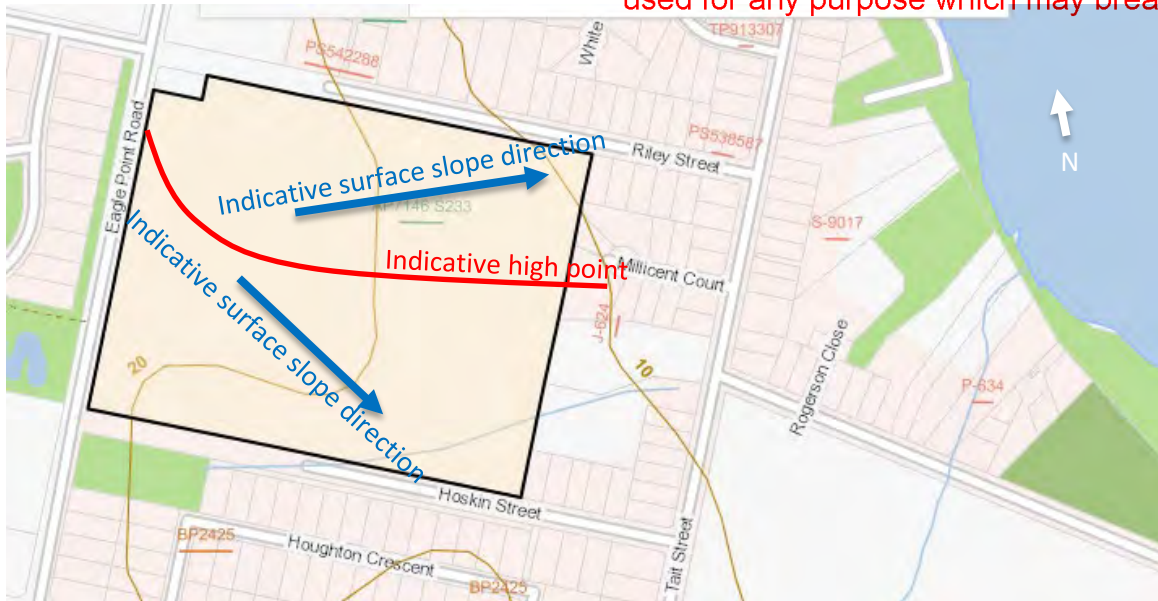 used for any purpose which may brea
TP913307
White
PS542288
Eagle Point Road
Riley Street
PS538587
N
Indicative surface slope direction
S-9017
Indicative high point
Millicent Court
Indicative surface slope direction
J-624
20
10
Rogerson Close
P-634
Hoskin Street
BP2425
Houghton Crescent
BP2425
Tait Street